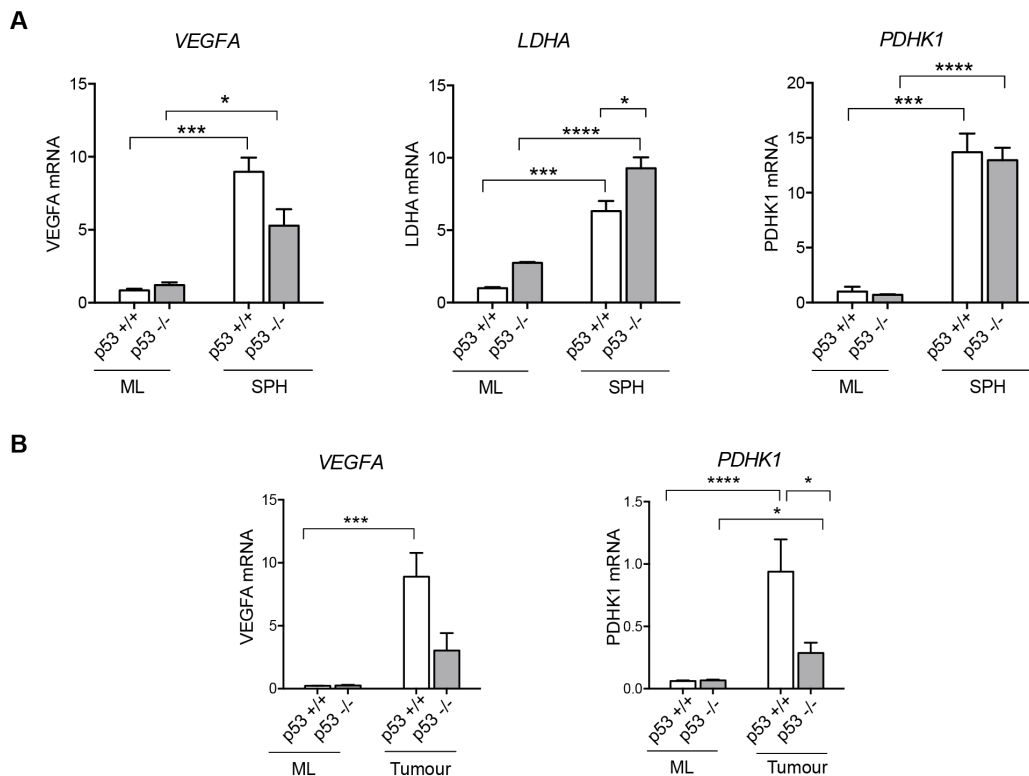 A
VEGFA
LDHA
PDHK1
VEGFA mRNA
15
10
5
0
***
*
p53 +/+
p53 -/-
p53 +/+
p53 -/-
ML
SPH
LDHA mRNA
15
10
5
0
***
****
*
p53 +/+
p53 -/-
p53 +/+
p53 -/-
ML
SPH
PDHK1 mRNA
20
15
10
5
0
***
****
p53 +/+
p53 -/-
p53 +/+
p53 -/-
ML
SPH
B
VEGFA
PDHK1
VEGFA mRNA
15
10
5
0
***
p53 +/+
p53 -/-
p53 +/+
p53 -/-
ML
Tumour
PDHK1 mRNA
1.5
1.0
0.5
0.0
****
*
*
p53 +/+
p53 -/-
p53 +/+
p53 -/-
ML
Tumour